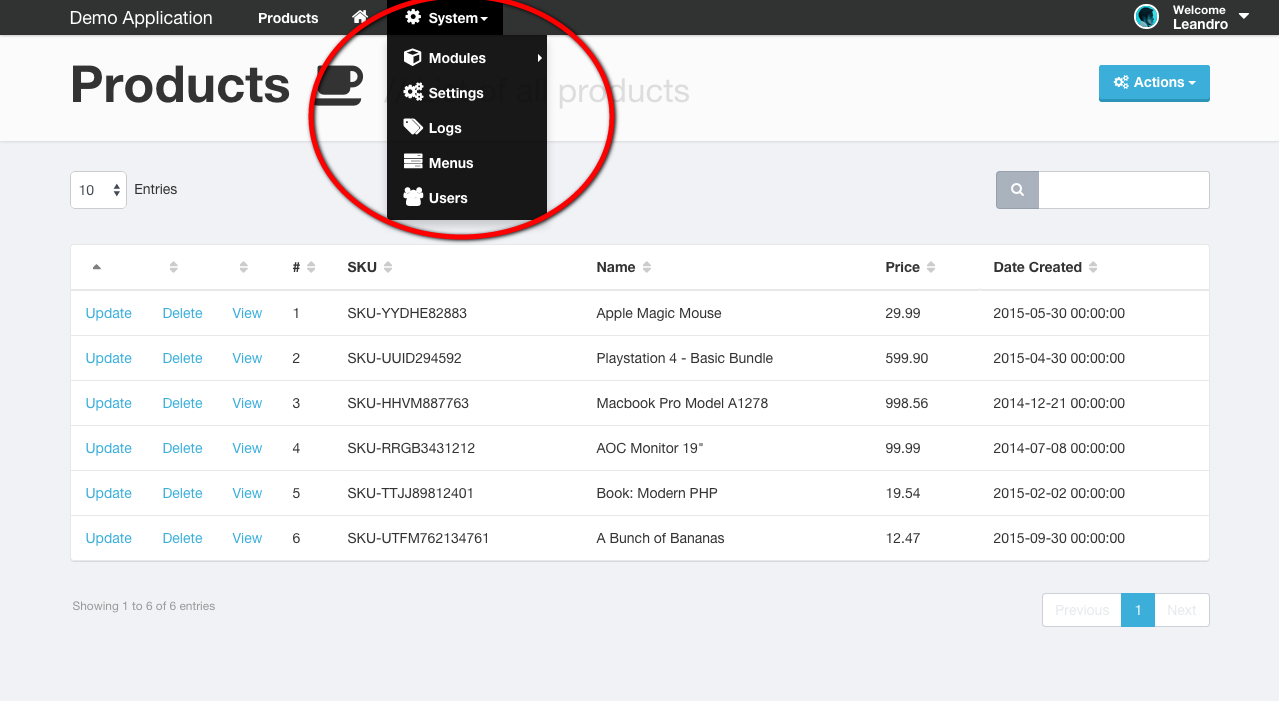 Demo Application Products System Welcome Leandro
Modules
Settings
Logs
Menus
Users
Products of all products
Actions
10 Entries
# SKU Name Price Date Created
Update Delete View 1 SKU-YYDHE82883 Apple Magic Mouse 29.99 2015-05-30 00:00:00
Update Delete View 2 SKU-UUID294592 Playstation 4 - Basic Bundle 599.90 2015-04-30 00:00:00
Update Delete View 3 SKU-HHVM887763 Macbook Pro Model A1278 998.56 2014-12-21 00:00:00
Update Delete View 4 SKU-RRGB3431212 AOC Monitor 19" 99.99 2014-07-08 00:00:00
Update Delete View 5 SKU-TTJJ89812401 Book: Modern PHP 19.54 2015-02-02 00:00:00
Update Delete View 6 SKU-UTFM762134761 A Bunch of Bananas 12.47 2015-09-30 00:00:00
Showing 1 to 6 of 6 entries
Previous 1 Next